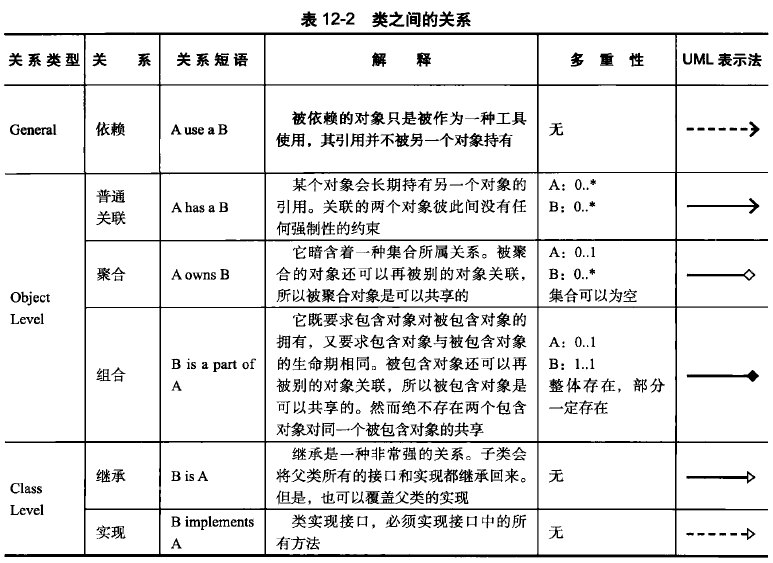 表 12-2 类之间的关系
关系类型 关 系 关系短语 解 释 多 重 性 UML 表示法
General 依赖 A use a B 被依赖的对象只是被作为一种工具
使用，其引用并不被另一个对象持有
无
Object
Level
普通
关联
A has a B
某个对象会长期持有另一个对象的
引用。关联的两个对象彼此间没有任
何强制性的约束
A：0..*
B：0..*
聚合
A owns B
它暗含着一种集合所属关系。被聚
合的对象还可以再被别的对象关联，
所以被聚合对象是可以共享的
A：0..1
B：0..*
集合可以为空
组合
B is a part of
A
它既要求包含对象对被包含对象的
拥有，又要求包含对象与被包含对象
的生命期相同。被包含对象还可以再
被别的对象关联，所以被包含对象是
可以共享的。然而绝不存在两个包含
对象对同一个被包含对象的共享
A：0..1
B：1..1
整体存在，部分
一定存在
Class
Level
继承
B is A
继承是一种非常强的关系。子类会
将父类所有的接口和实现都继承回来。
但是，也可以覆盖父类的实现
无
实现
B implements
A
类实现接口，必须实现接口中的所
有方法
无